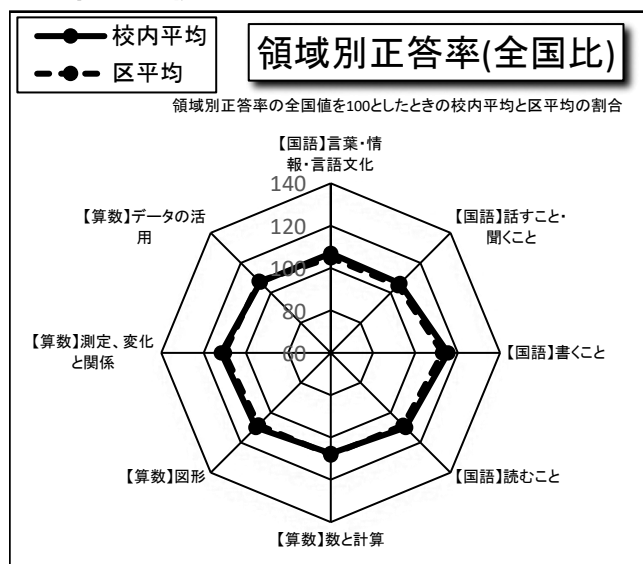 校内平均
区平均
領域別正答率(全国比)
領域別正答率の全国値を100としたときの校内平均と区平均の割合
【国語】言葉・情
報・言語文化
140
120
100
80
60
【国語】話すこと・
聞くこと
【国語】書くこと
【国語】読むこと
【算数】数と計算
【算数】図形
【算数】測定、変化
と関係
【算数】データの活
用